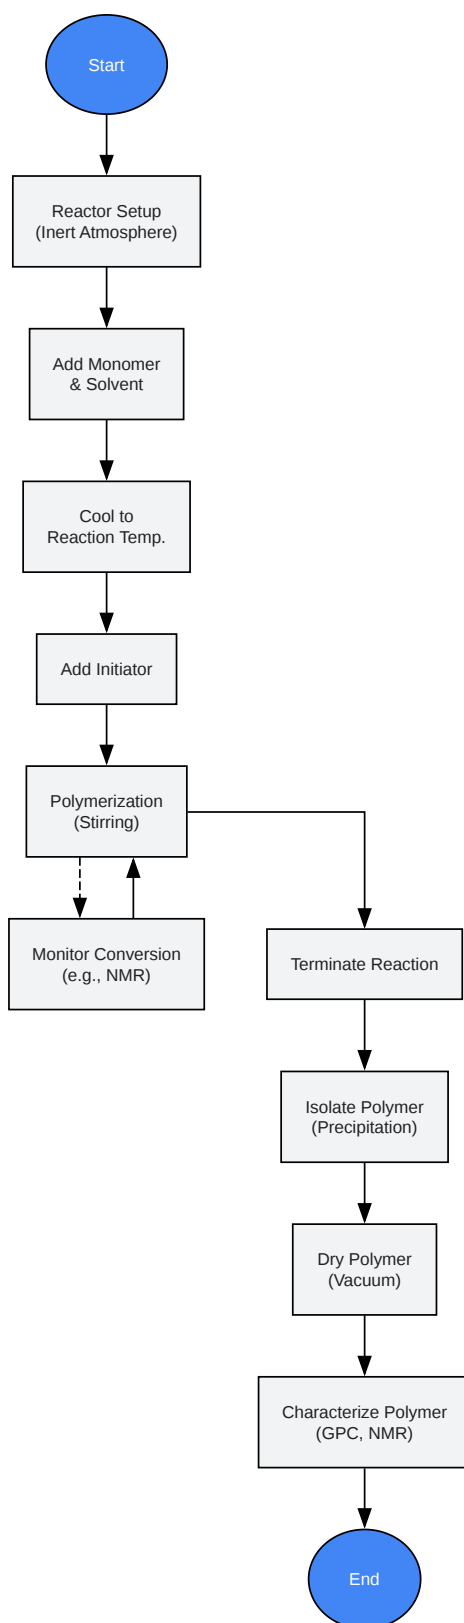 Start
Reactor Setup
(Inert Atmosphere)
Add Monomer
& Solvent
Cool to
Reaction Temp.
Add Initiator
Polymerization
(Stirring)
Monitor Conversion
(e.g., NMR)
Terminate Reaction
Isolate Polymer
(Precipitation)
Dry Polymer
(Vacuum)
Characterize Polymer
(GPC, NMR)
End